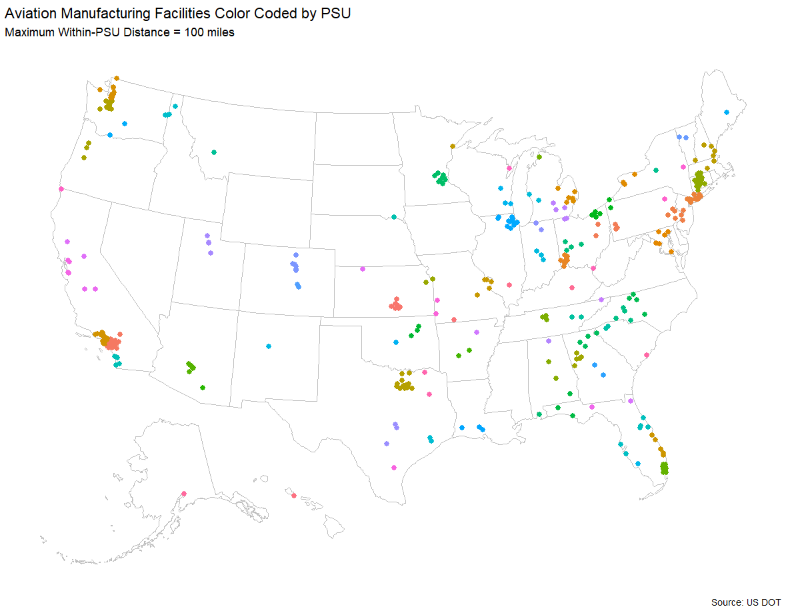 Aviation Manufacturing Facilities Color Coded by PSU
Maximum Within-PSU Distance = 100 miles
Source: US DOT